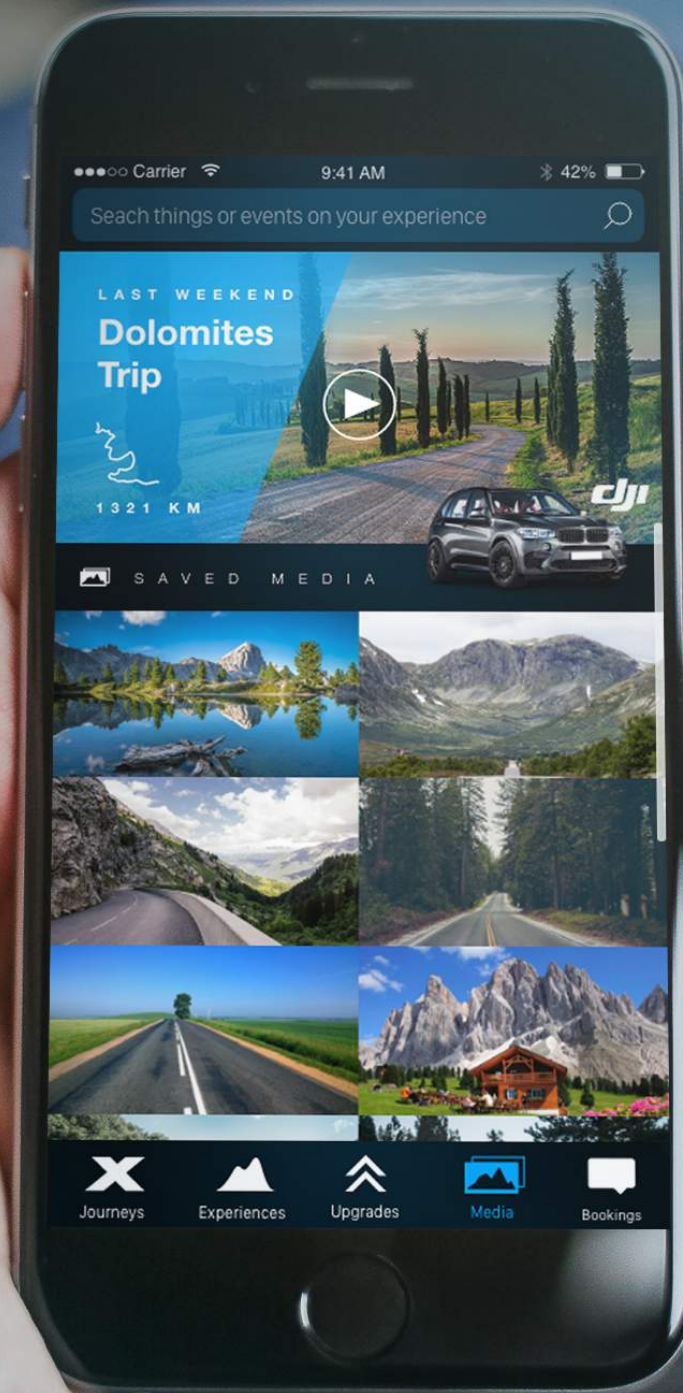 Carrier 9:41 AM 42%
Seach things or events on your experience
LAST WEEKEND
Dolomites
Trip
1321 KM
dji
SAVED MEDIA
Journeys Experiences Upgrades Media Bookings